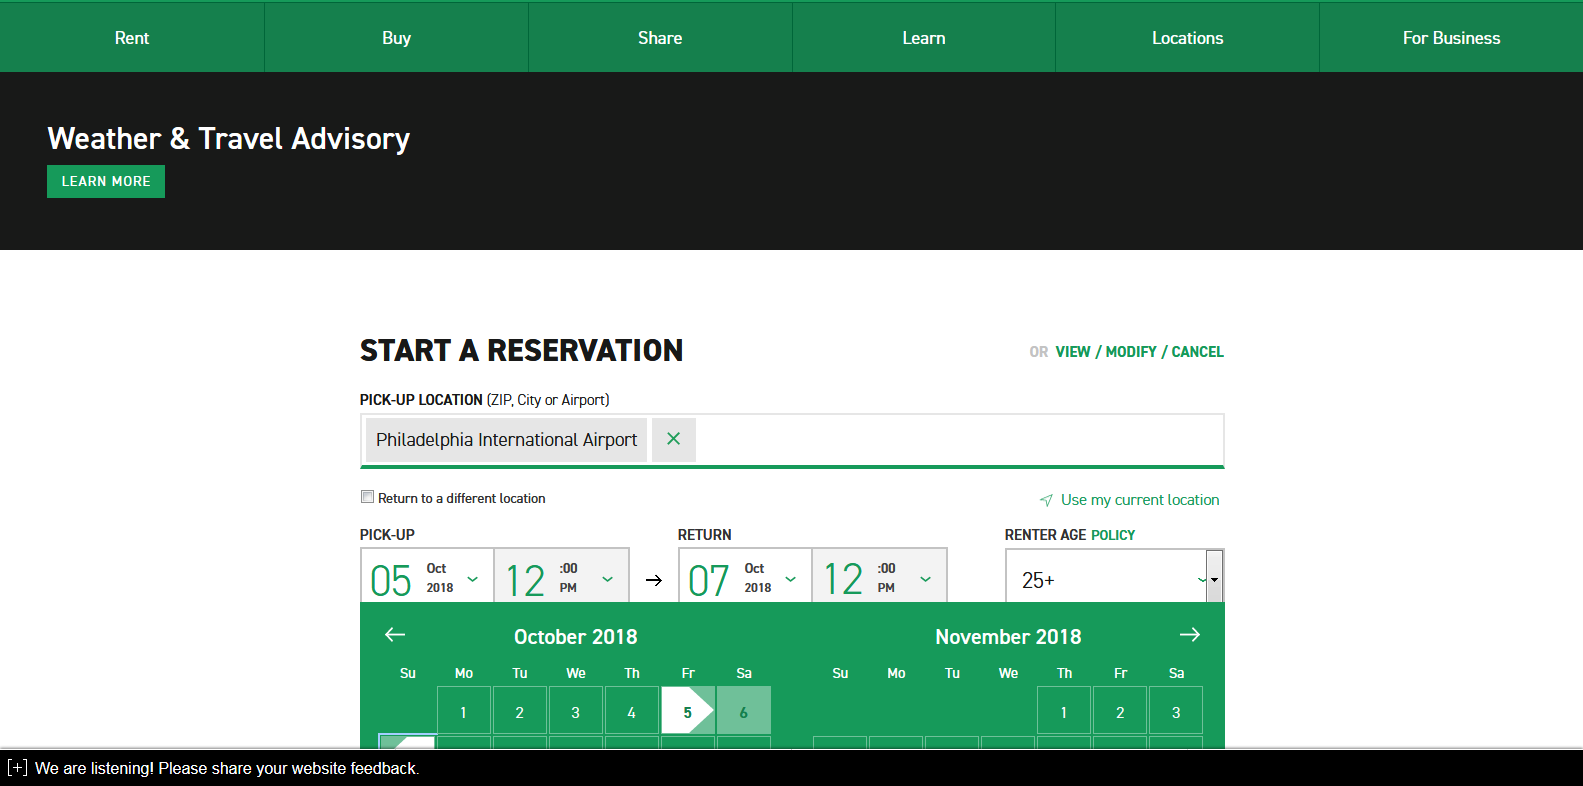 Rent Buy Share Learn Locations For Business
Weather & Travel Advisory
LEARN MORE
START A RESERVATION
OR VIEW / MODIFY / CANCEL
PICK-UP LOCATION (ZIP, City or Airport)
Philadelphia International Airport
Return to a different location
Use my current location
PICK-UP
RETURN
RENTER AGE POLICY
05 Oct 2018
12 :00 PM
07 Oct 2018
12 :00 PM
25+
October 2018
Su Mo Tu We Th Fr Sa
1 2 3 4 5 6
November 2018
Su Mo Tu We Th Fr Sa
1 2 3
[+] We are listening! Please share your website feedback.